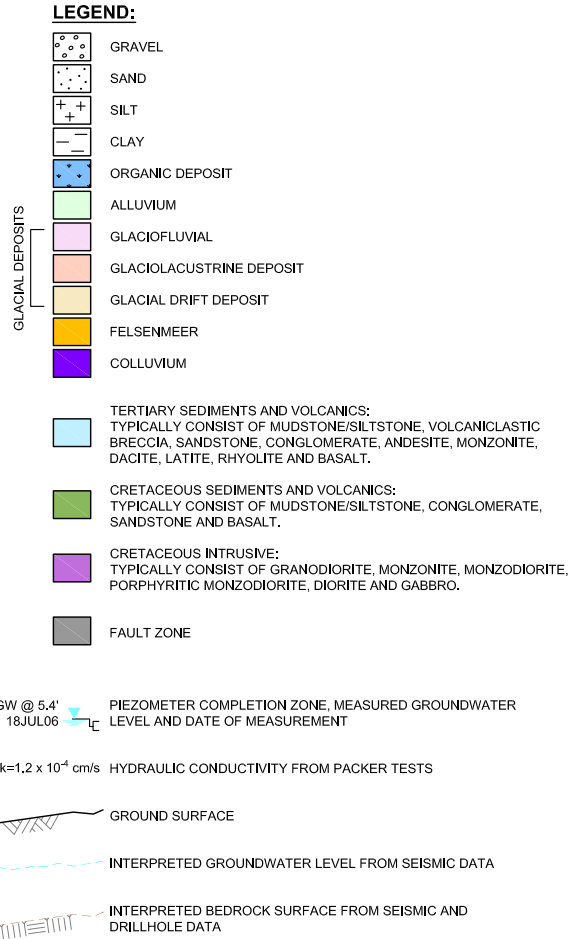 LEGEND:
GRAVEL
SAND
SILT
CLAY
ORGANIC DEPOSIT
ALLUVIUM
GLACIAL DEPOSITS
GLACIOFLUVIAL
GLACIOLACUSTRINE DEPOSIT
GLACIAL DRIFT DEPOSIT
FELSENMEER
COLLUVIUM
TERTIARY SEDIMENTS AND VOLCANICS:
TYPICALLY CONSIST OF MUDSTONE/SILTSTONE, VOLCANICLASTIC
BRECCIA, SANDSTONE, CONGLOMERATE, ANDESITE, MONZONITE,
DACITE, LATITE, RHYOLITE AND BASALT.
CRETACEOUS SEDIMENTS AND VOLCANICS:
TYPICALLY CONSIST OF MUDSTONE/SILTSTONE, CONGLOMERATE,
SANDSTONE AND BASALT.
CRETACEOUS INTRUSIVE:
TYPICALLY CONSIST OF GRANODIORITE, MONZONITE, MONZODIORITE,
PORPHYRITIC MONZODIORITE, DIORITE AND GABBRO.
FAULT ZONE
GW @ 5.4'
18JUL06
PIEZOMETER COMPLETION ZONE, MEASURED GROUNDWATER
LEVEL AND DATE OF MEASUREMENT
k=1.2 x 10⁻⁴ cm/s HYDRAULIC CONDUCTIVITY FROM PACKER TESTS
GROUND SURFACE
INTERPRETED GROUNDWATER LEVEL FROM SEISMIC DATA
INTERPRETED BEDROCK SURFACE FROM SEISMIC AND
DRILLHOLE DATA